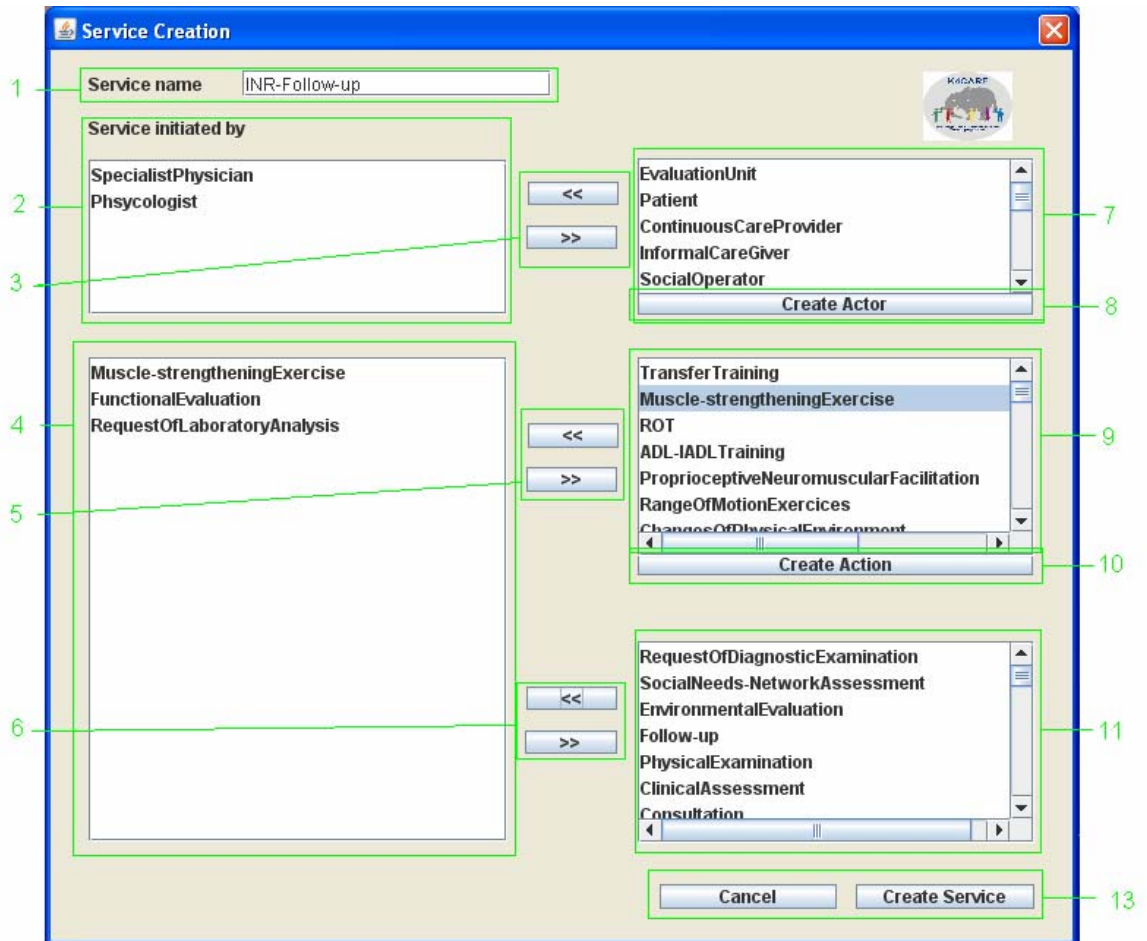 Service Creation
1 Service name INR-Follow-up
K4CARE
Service initiated by
SpecialistPhysician
Phsycologist
2
3
<<
>>
EvaluationUnit
Patient
ContinuousCareProvider
InformalCareGiver
SocialOperator
7
Create Actor
8
Muscle-strengtheningExercise
FunctionalEvaluation
RequestOfLaboratoryAnalysis
4
5
<<
>>
TransferTraining
Muscle-strengtheningExercise
ROT
ADL-IADLTraining
ProprioceptiveNeuromuscularFacilitation
RangeOfMotionExercices
ChangesOfPhysicalEnvironment
9
Create Action
10
6
<<
>>
RequestOfDiagnosticExamination
SocialNeeds-NetworkAssessment
EnvironmentalEvaluation
Follow-up
PhysicalExamination
ClinicalAssessment
Consultation
11
Cancel Create Service
13